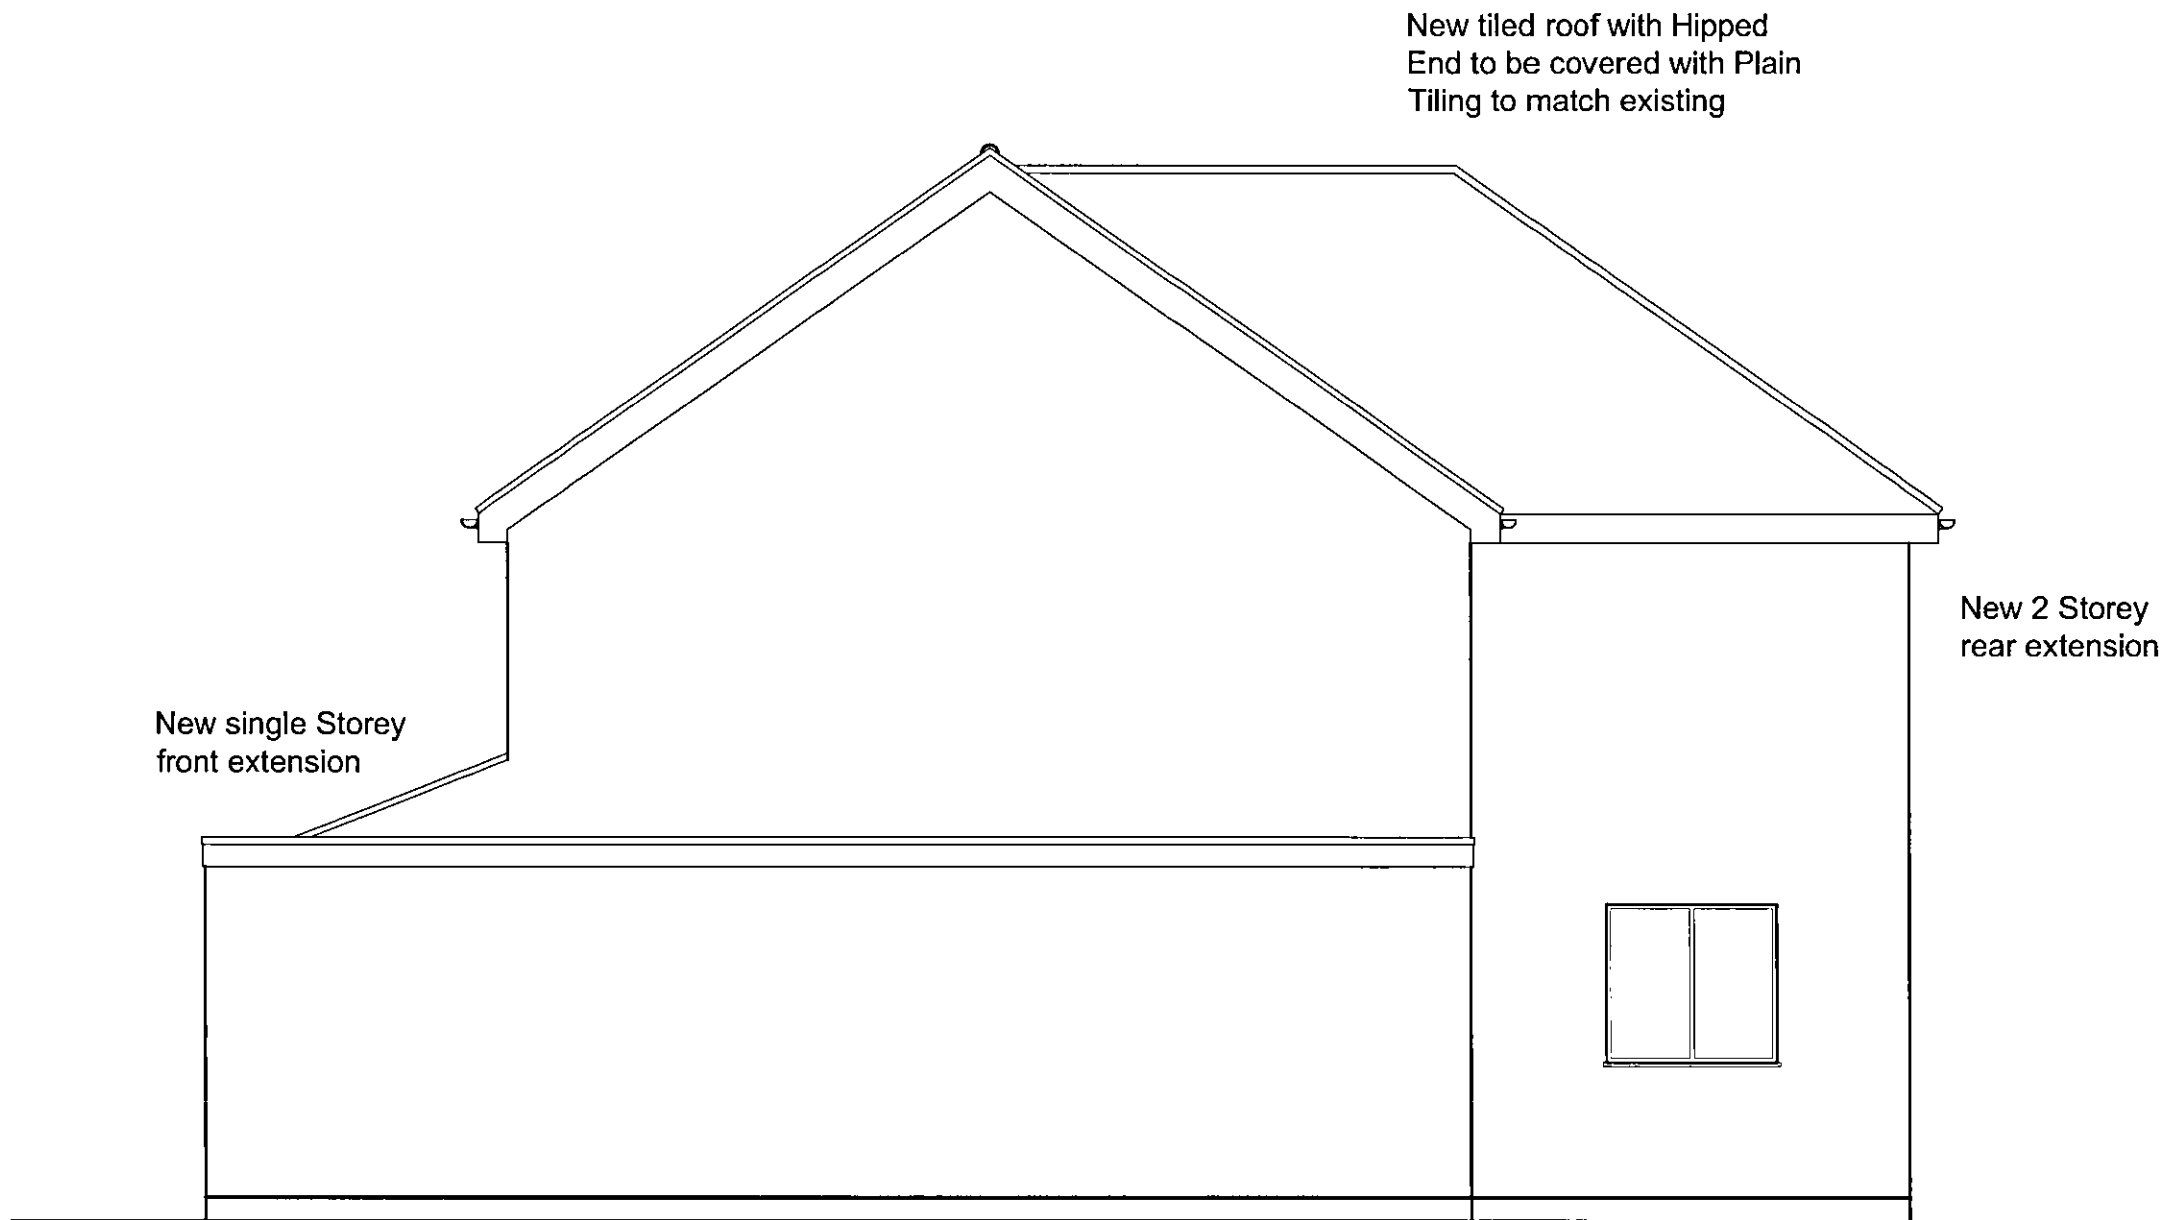 New tiled roof with Hipped
End to be covered with Plain
Tiling to match existing
New 2 Storey
rear extension
New single Storey
front extension